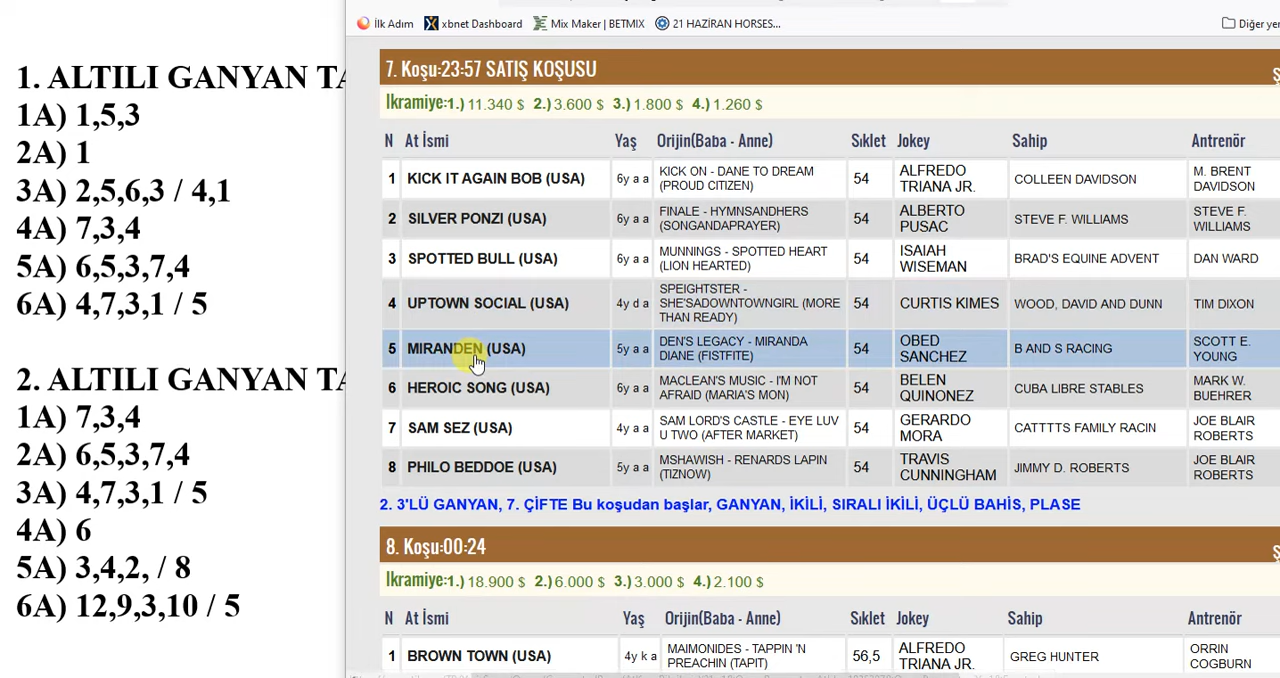 İlk Adım xbnet Dashboard Mix Maker | BETMIX 21 HAZİRAN HORSES... Diğer yer
1. ALTILI GANYAN TA
1A) 1,5,3
2A) 1
3A) 2,5,6,3 / 4,1
4A) 7,3,4
5A) 6,5,3,7,4
6A) 4,7,3,1 / 5
2. ALTILI GANYAN TA
1A) 7,3,4
2A) 6,5,3,7,4
3A) 4,7,3,1 / 5
4A) 6
5A) 3,4,2, / 8
6A) 12,9,3,10 / 5
7. Koşu:23:57 SATIŞ KOŞUSU
İkramiye:1.) 11.340 $ 2.) 3.600 $ 3.) 1.800 $ 4.) 1.260 $
N At İsmi Yaş Orijin(Baba - Anne) Sıklet Jokey Sahip Antrenör
1 KICK IT AGAIN BOB (USA) 6y a a KICK ON - DANE TO DREAM (PROUD CITIZEN) 54 ALFREDO TRIANA JR. COLLEEN DAVIDSON M. BRENT DAVIDSON
2 SILVER PONZI (USA) 6y a a FINALE - HYMNSANDHERS (SONGANDAPRAYER) 54 ALBERTO PUSAC STEVE F. WILLIAMS STEVE F. WILLIAMS
3 SPOTTED BULL (USA) 6y a a MUNNINGS - SPOTTED HEART (LION HEARTED) 54 ISAIAH WISEMAN BRAD'S EQUINE ADVENT DAN WARD
4 UPTOWN SOCIAL (USA) 4y d a SPEIGHTSTER - SHE'SADOWNTOWNGIRL (MORE THAN READY) 54 CURTIS KIMES WOOD, DAVID AND DUNN TIM DIXON
5 MIRANDEN (USA) 5y a a DEN'S LEGACY - MIRANDA DIANE (FISTFITE) 54 OBED SANCHEZ B AND S RACING SCOTT E. YOUNG
6 HEROIC SONG (USA) 6y a a MACLEAN'S MUSIC - I'M NOT AFRAID (MARIA'S MON) 54 BELEN QUINONEZ CUBA LIBRE STABLES MARK W. BUEHRER
7 SAM SEZ (USA) 4y a a SAM LORD'S CASTLE - EYE LUV U TWO (AFTER MARKET) 54 GERARDO MORA CATTTTS FAMILY RACIN JOE BLAIR ROBERTS
8 PHILO BEDDOE (USA) 5y a a MSHAWISH - RENARDS LAPIN (TIZNOW) 54 TRAVIS CUNNINGHAM JIMMY D. ROBERTS JOE BLAIR ROBERTS
2. 3'LÜ GANYAN, 7. ÇİFTE Bu koşudan başlar, GANYAN, İKİLİ, SIRALI İKİLİ, ÜÇLÜ BAHİS, PLASE
8. Koşu:00:24
İkramiye:1.) 18.900 $ 2.) 6.000 $ 3.) 3.000 $ 4.) 2.100 $
N At İsmi Yaş Orijin(Baba - Anne) Sıklet Jokey Sahip Antrenör
1 BROWN TOWN (USA) 4y k a MAIMONIDES - TAPPIN 'N PREACHIN (TAPIT) 56,5 ALFREDO TRIANA JR. GREG HUNTER ORRIN COGBURN